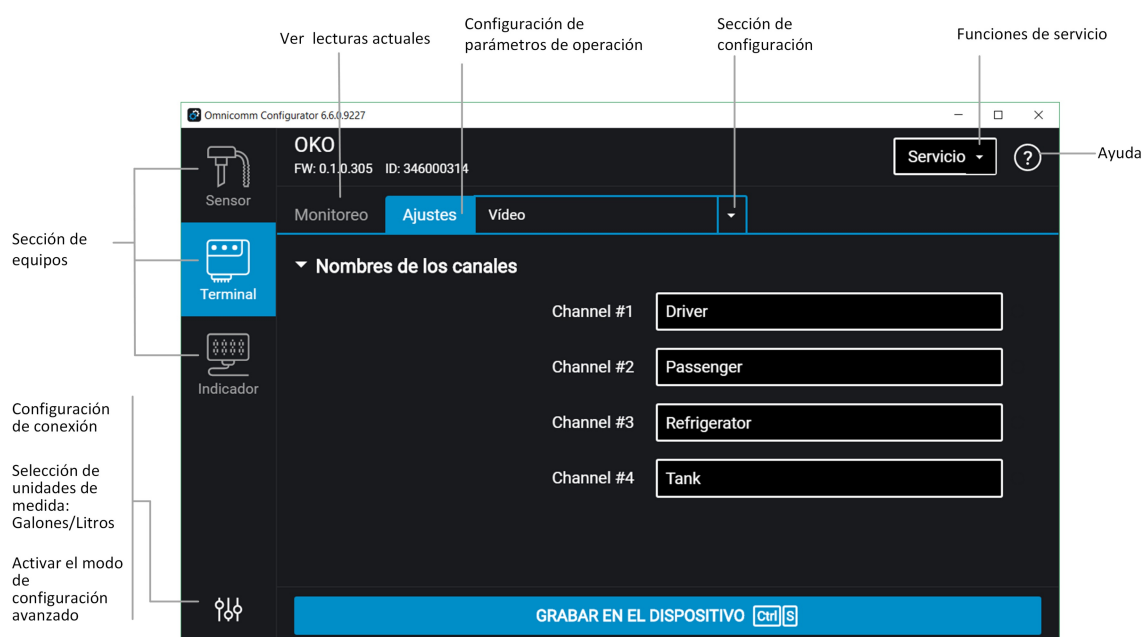 Ver lecturas actuales
Configuración de
parámetros de operación
Sección de
configuración
Funciones de servicio
Omnicomm Configurator 6.6.0.9227
OKO
FW: 0.1.0.305 ID: 346000314
Servicio
?
Ayuda
Sensor
Monitoreo
Ajustes
Vídeo
Sección de
equipos
Terminal
Nombres de los canales
Channel #1
Driver
Channel #2
Passenger
Indicador
Channel #3
Refrigerator
Channel #4
Tank
Configuración
de conexión
Selección de
unidades de
medida:
Galones/Litros
Activar el modo
de
configuración
avanzado
GRABAR EN EL DISPOSITIVO Ctrl S